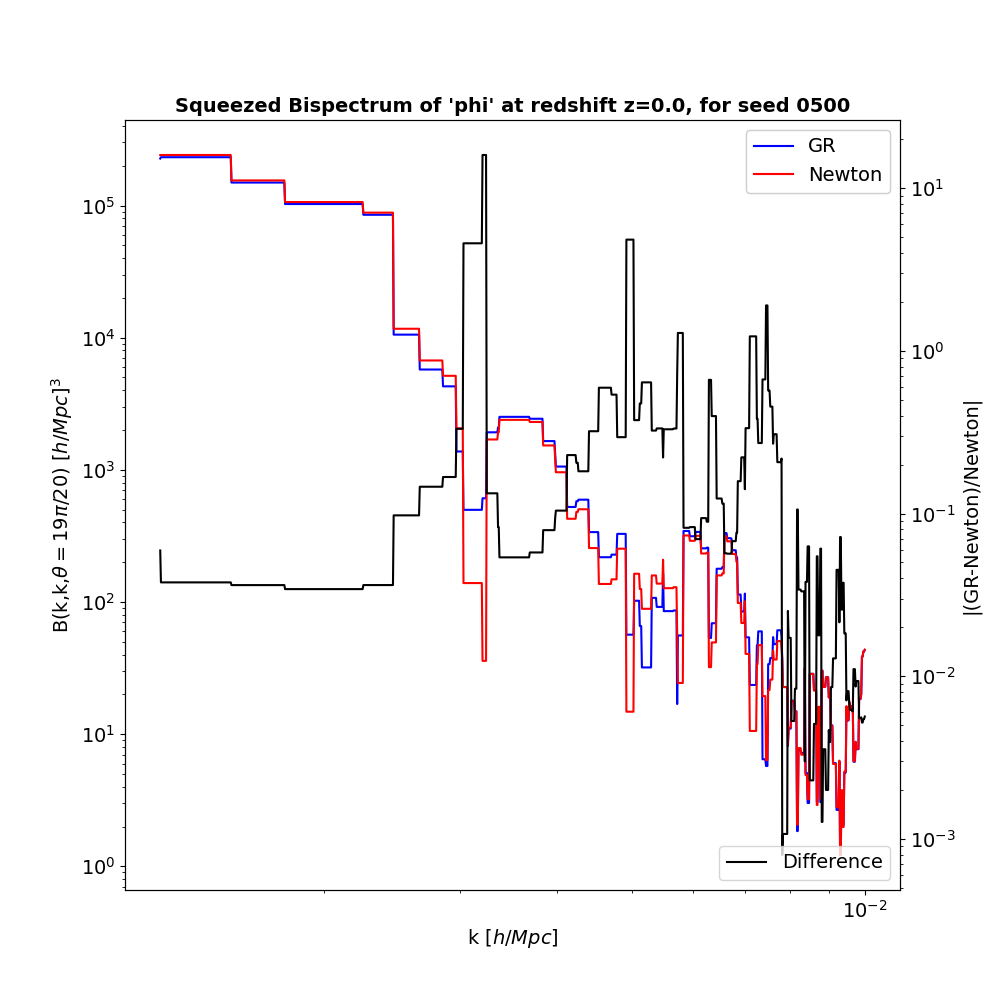 Squeezed Bispectrum of 'phi' at redshift z=0.0, for seed 0500
GR
Newton
10⁵
10⁴
10³
10²
10¹
10⁰
B(k,k,θ = 19π/20) [h/Mpc]³
10¹
10⁰
10⁻¹
10⁻²
10⁻³
|(GR-Newton)/Newton|
Difference
10⁻²
k [h/Mpc]